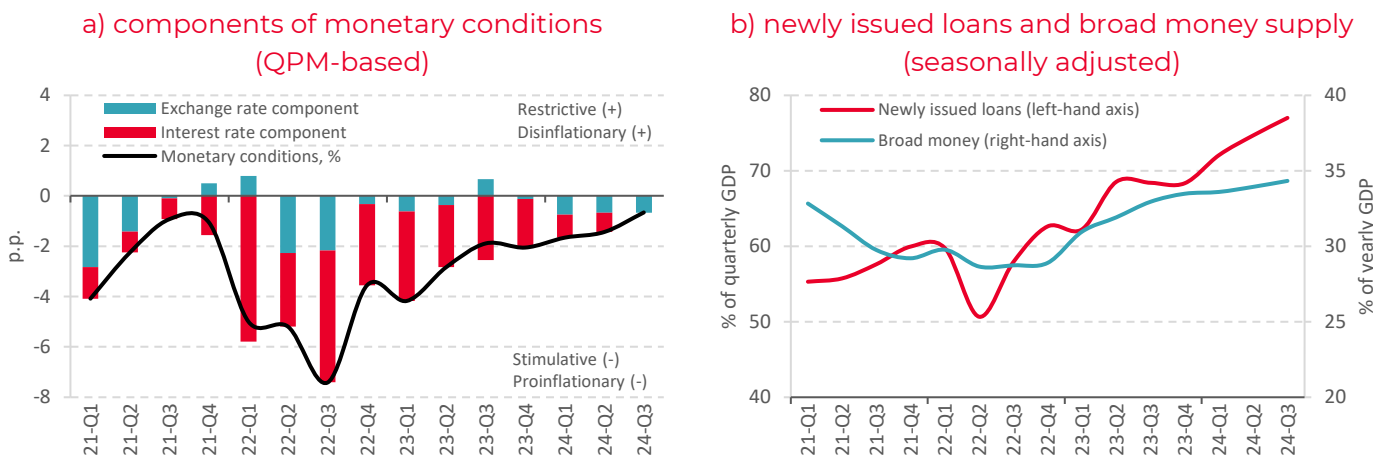 a) components of monetary conditions
(QPM-based)
4
2
0
-2
-4
-6
-8
p.p.
Exchange rate component
Interest rate component
Monetary conditions, %
Restrictive (+)
Disinflationary (+)
Stimulative (-)
Proinflationary (-)
21-Q1
21-Q2
21-Q3
21-Q4
22-Q1
22-Q2
22-Q3
22-Q4
23-Q1
23-Q2
23-Q3
23-Q4
24-Q1
24-Q2
24-Q3
b) newly issued loans and broad money supply
(seasonally adjusted)
80
70
60
50
40
% of quarterly GDP
Newly issued loans (left-hand axis)
Broad money (right-hand axis)
40
35
30
25
20
% of yearly GDP
21-Q1
21-Q2
21-Q3
21-Q4
22-Q1
22-Q2
22-Q3
22-Q4
23-Q1
23-Q2
23-Q3
23-Q4
24-Q1
24-Q2
24-Q3